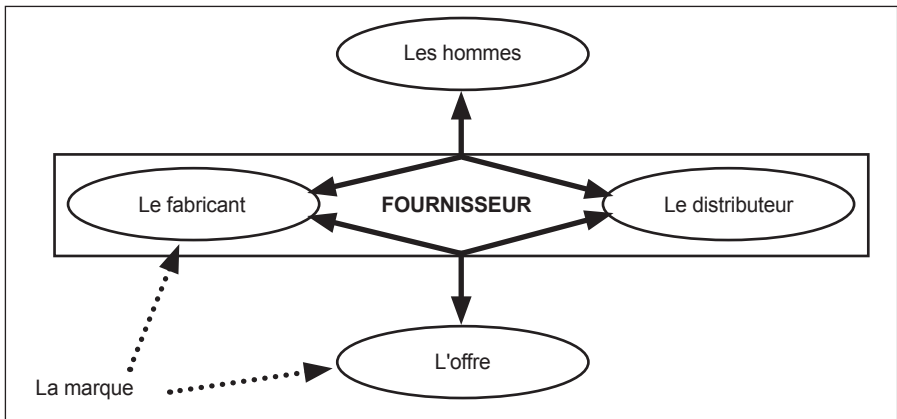 Les hommes
Le fabricant
FOURNISSEUR
Le distributeur
L'offre
La marque